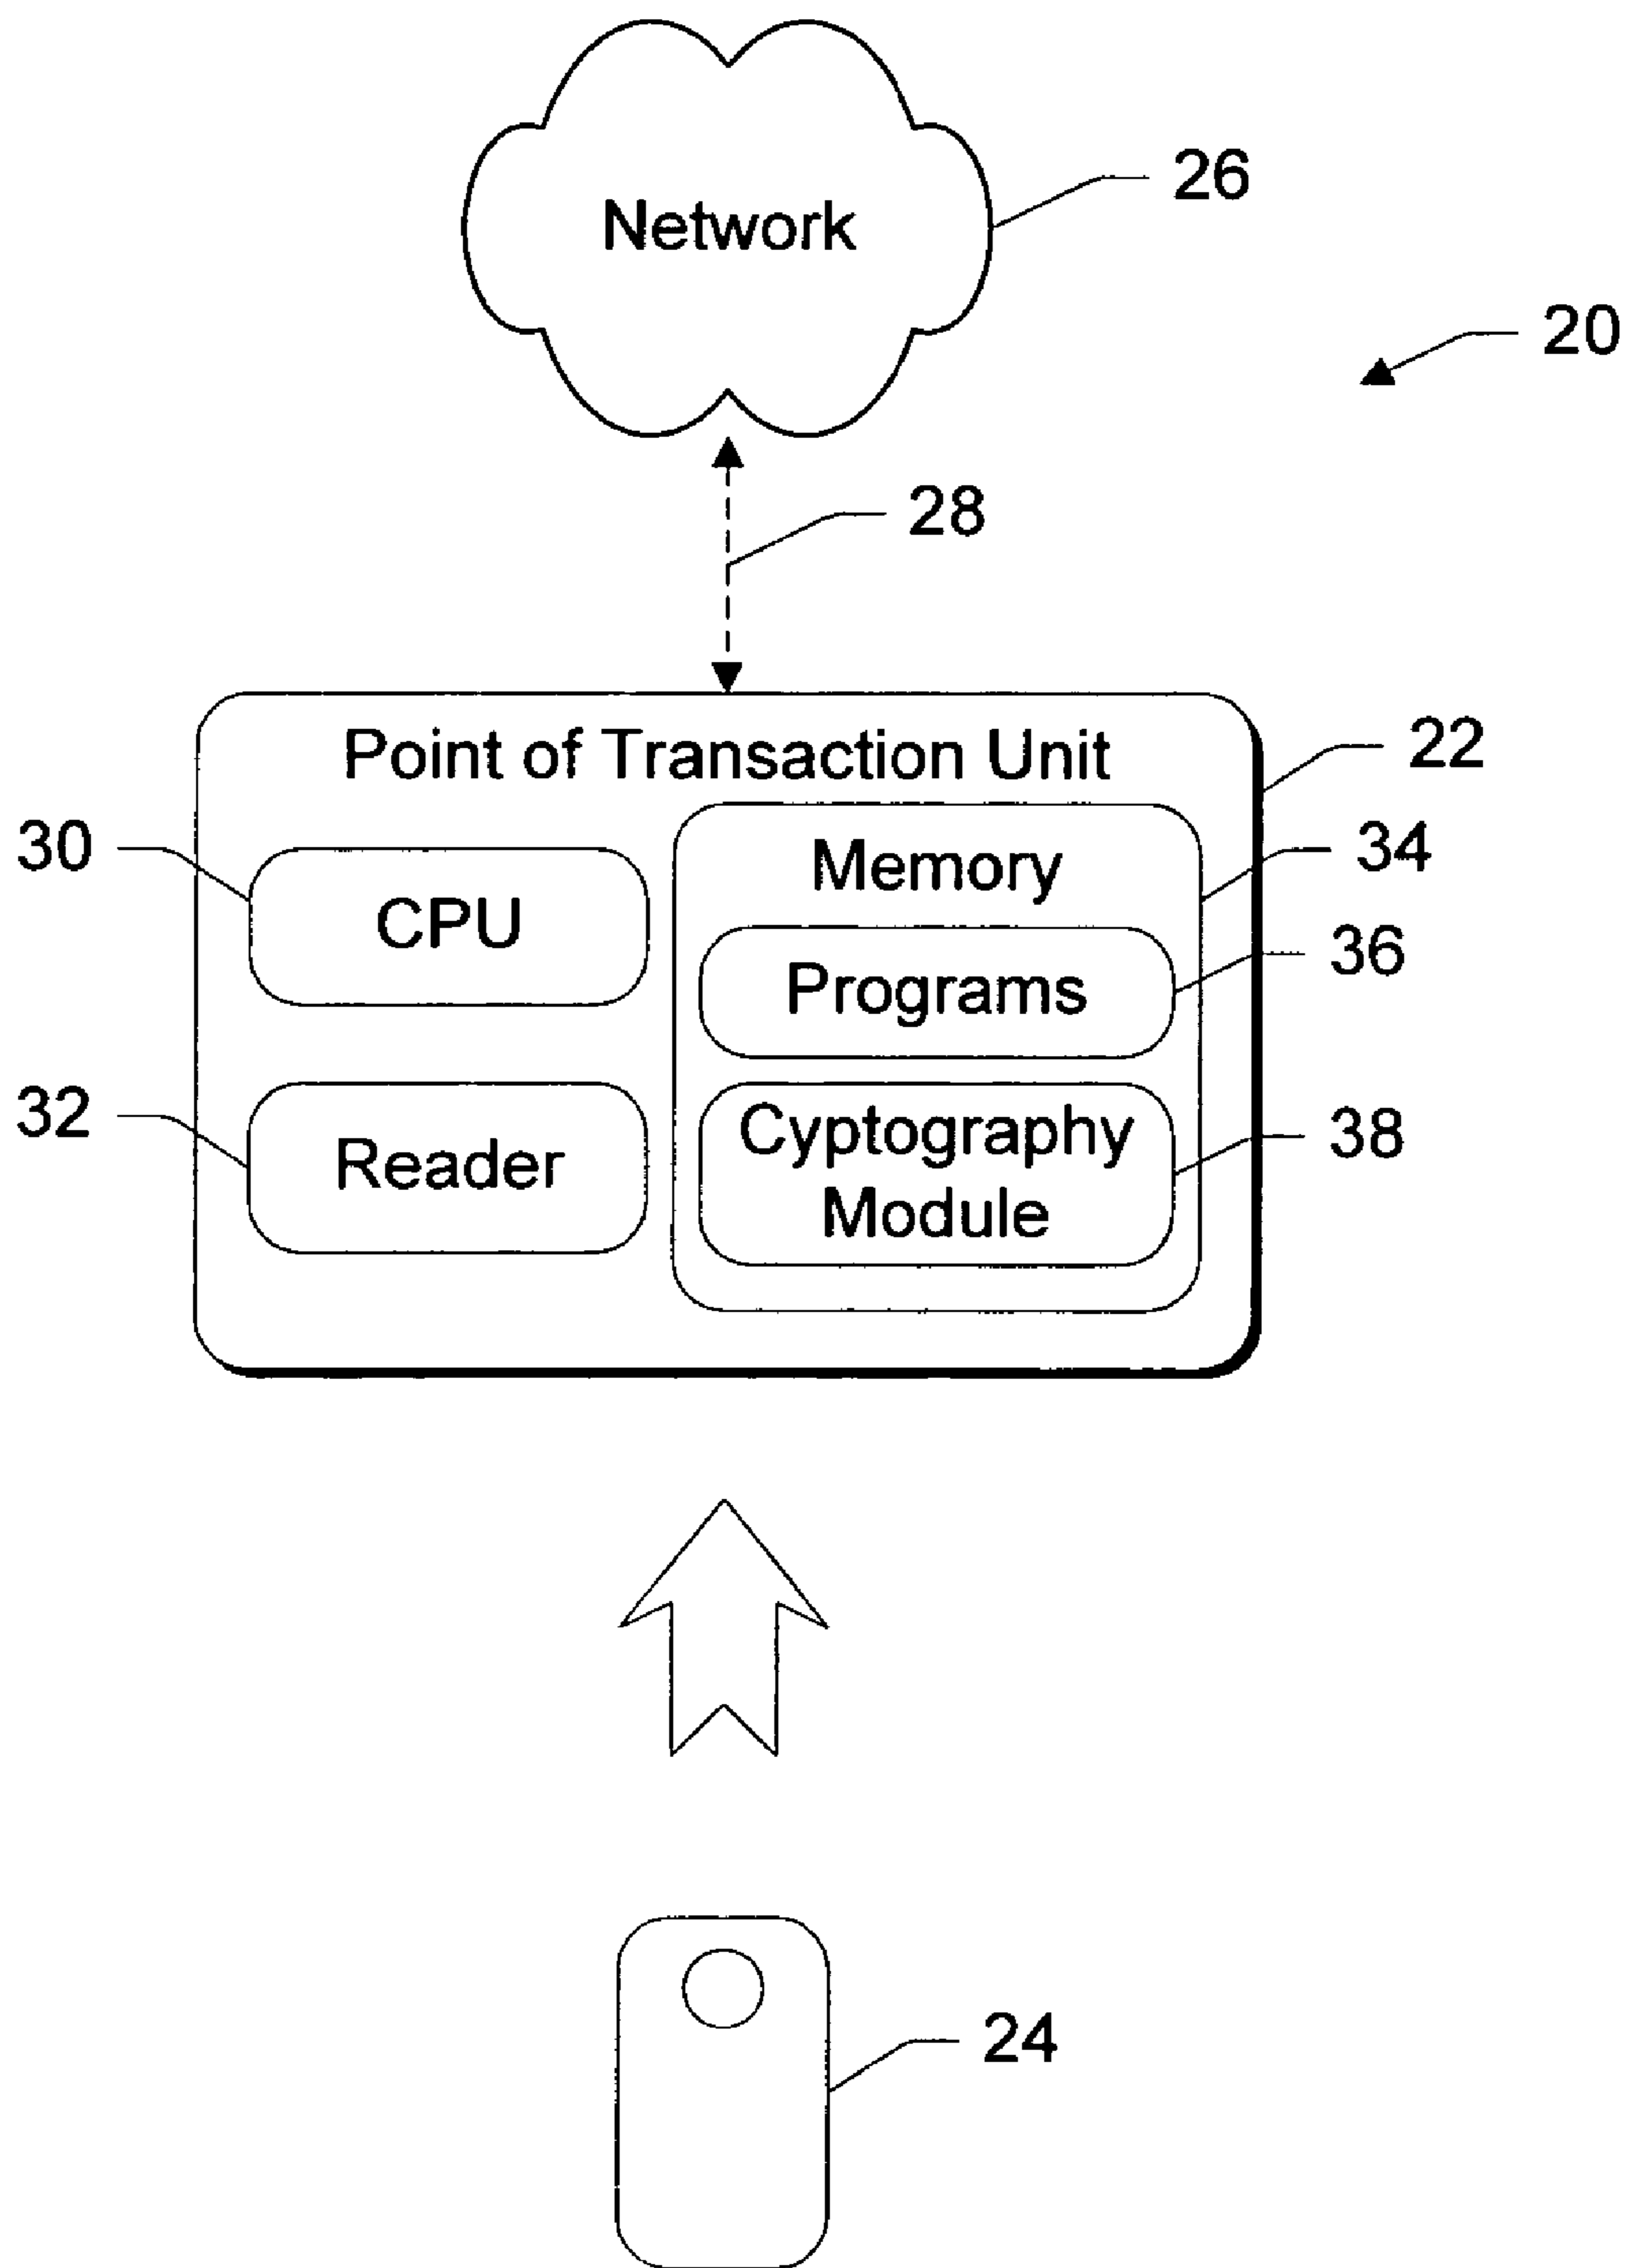 Network
26
20
28
Point of Transaction Unit
22
30
CPU
Memory
34
Programs
36
32
Reader
Cyptography
Module
38
24